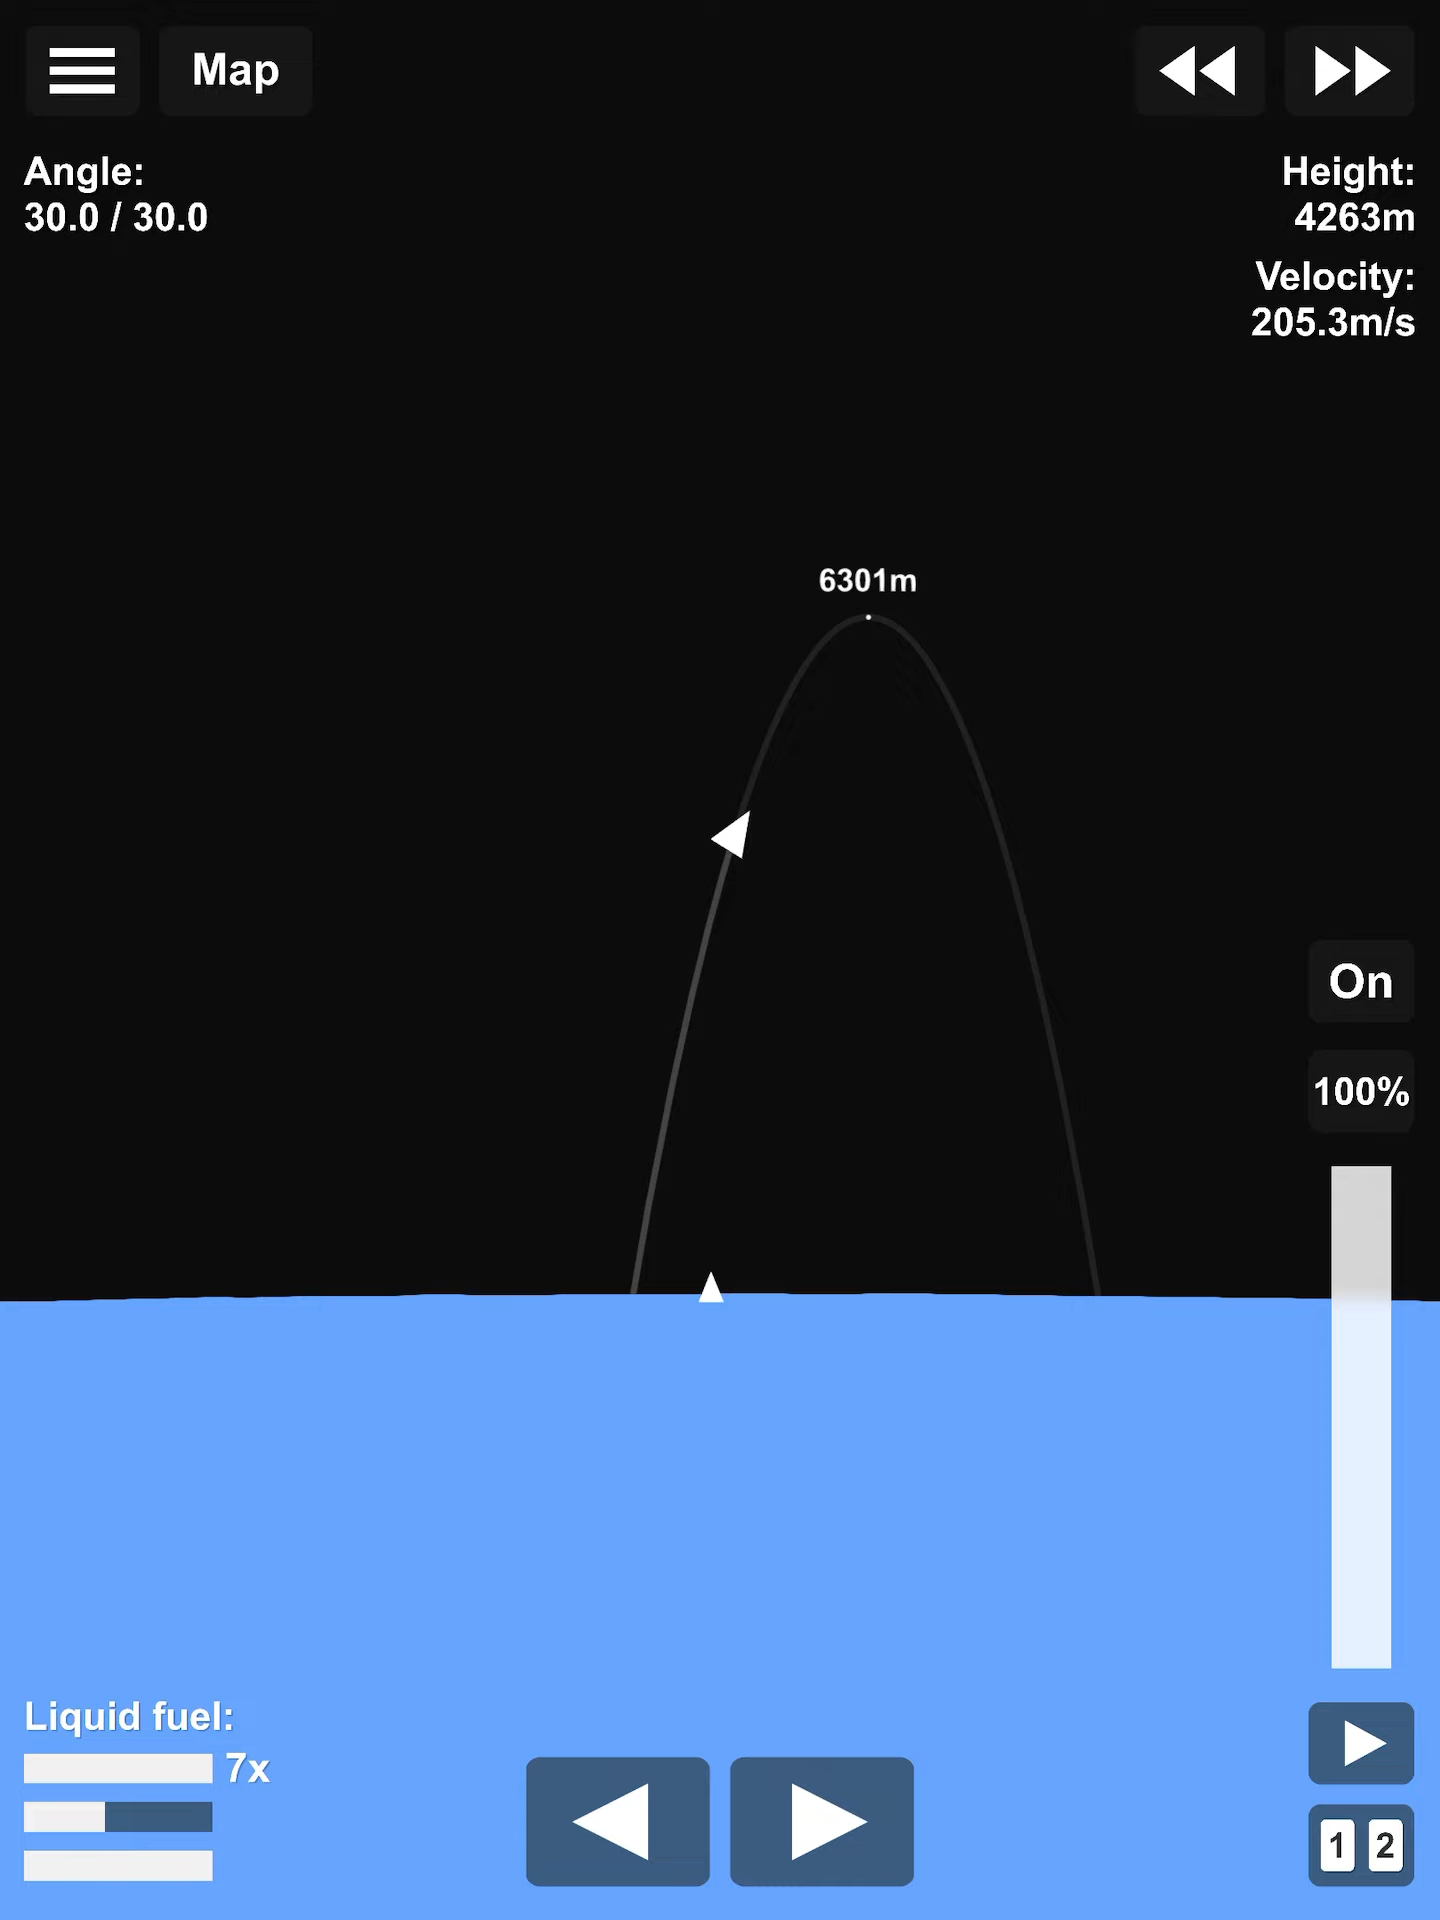 Map
Angle:
30.0 / 30.0
Height:
4263m
Velocity:
205.3m/s
6301m
On
100%
Liquid fuel:
7x
1 2